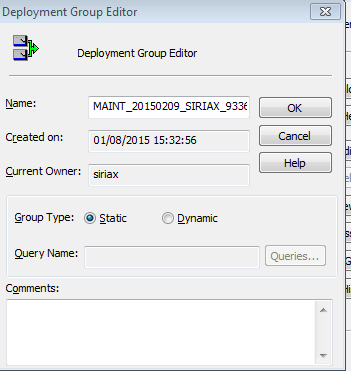 Deployment Group Editor
Deployment Group Editor
Name: MAINT_20150209_SIRIAX_9336
OK
Created on: 01/08/2015 15:32:56
Cancel
Current Owner: siriax
Help
Group Type: Static Dynamic
Query Name: Queries...
Comments: